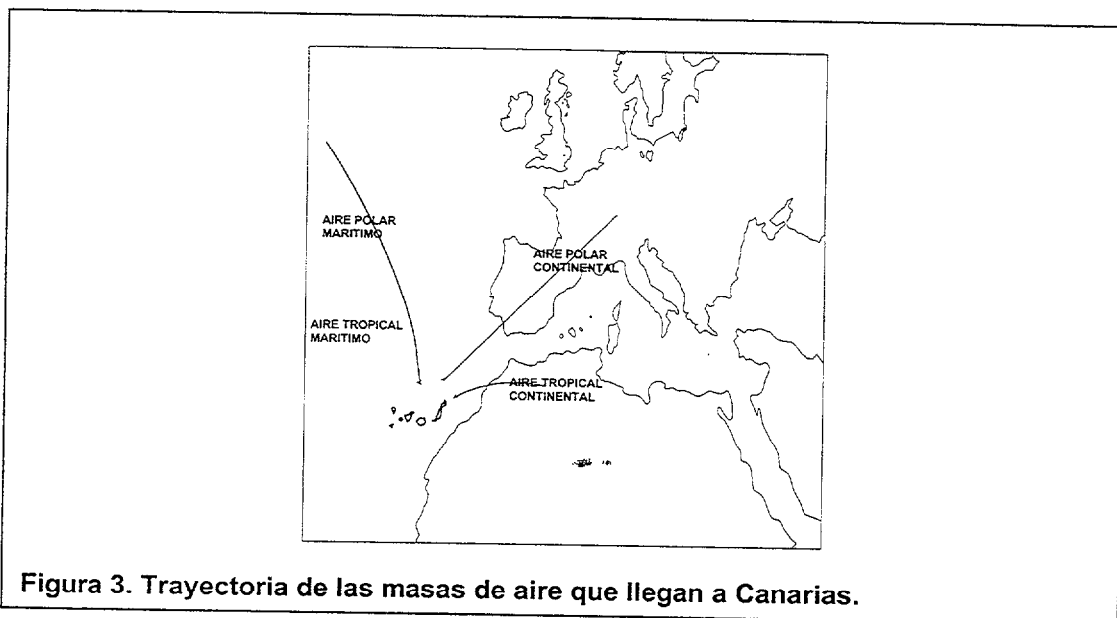 AIRE POLAR
MARITIMO
AIRE POLAR
CONTINENTAL
AIRE TROPICAL
MARITIMO
AIRE TROPICAL
CONTINENTAL
Figura 3. Trayectoria de las masas de aire que llegan a Canarias.